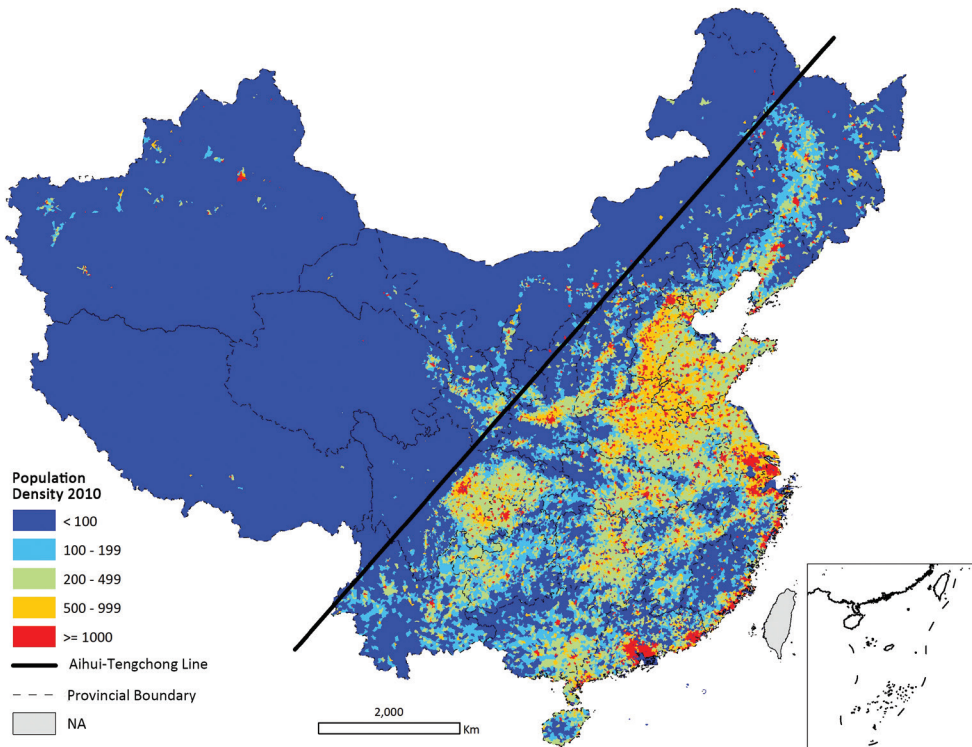 Population
Density 2010
< 100
100 - 199
200 - 499
500 - 999
>= 1000
Aihui-Tengchong Line
Provincial Boundary
NA
2,000
Km